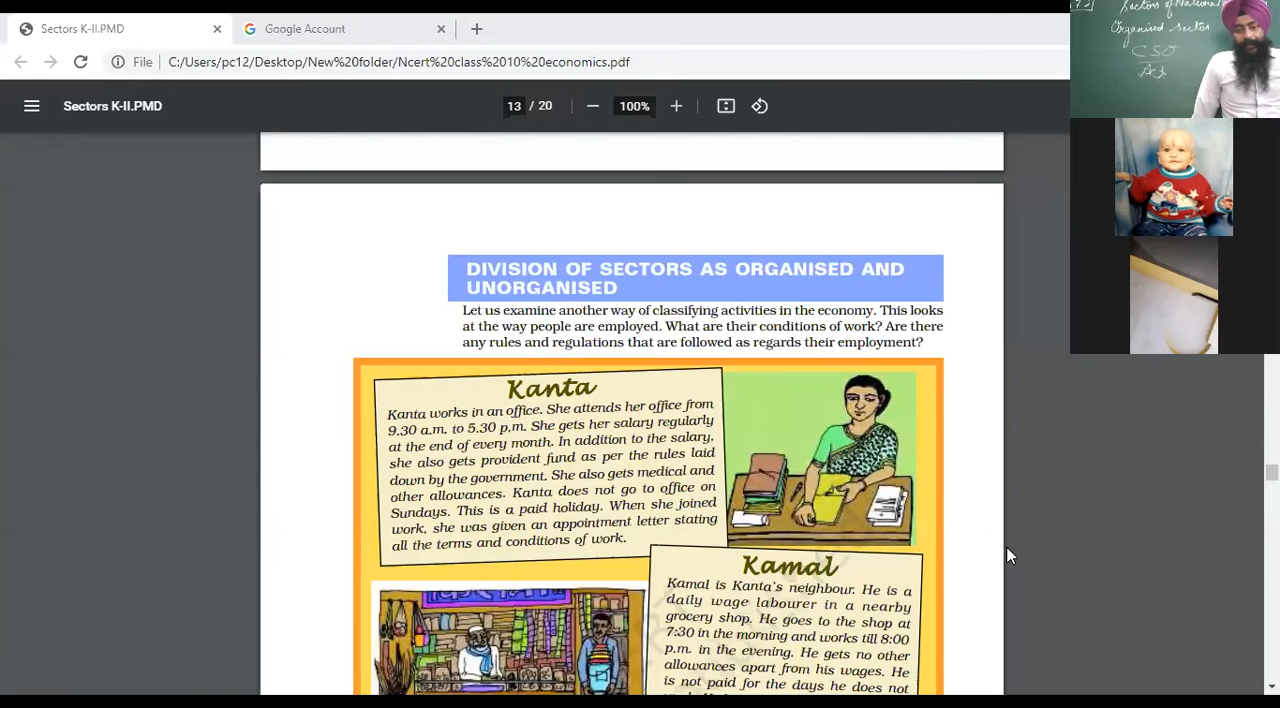 Sectors K-II.PMD
Google Account
File
C:/Users/pc12/Desktop/New%20folder/Ncert%20class%2010%20economics.pdf
Sectors K-II.PMD
13 / 20
100%
Sectors of National
Organised Sector
CSO
Act
DIVISION OF SECTORS AS ORGANISED AND
UNORGANISED
Let us examine another way of classifying activities in the economy. This looks
at the way people are employed. What are their conditions of work? Are there
any rules and regulations that are followed as regards their employment?
Kanta
Kanta works in an office. She attends her office from
9.30 a.m. to 5.30 p.m. She gets her salary regularly
at the end of every month. In addition to the salary,
she also gets provident fund as per the rules laid
down by the government. She also gets medical and
other allowances. Kanta does not go to office on
Sundays. This is a paid holiday. When she joined
work, she was given an appointment letter stating
all the terms and conditions of work.
Kamal
Kamal is Kanta's neighbour. He is a
daily wage labourer in a nearby
grocery shop. He goes to the shop at
7:30 in the morning and works till 8:00
p.m. in the evening. He gets no other
allowances apart from his wages. He
is not paid for the days he does not